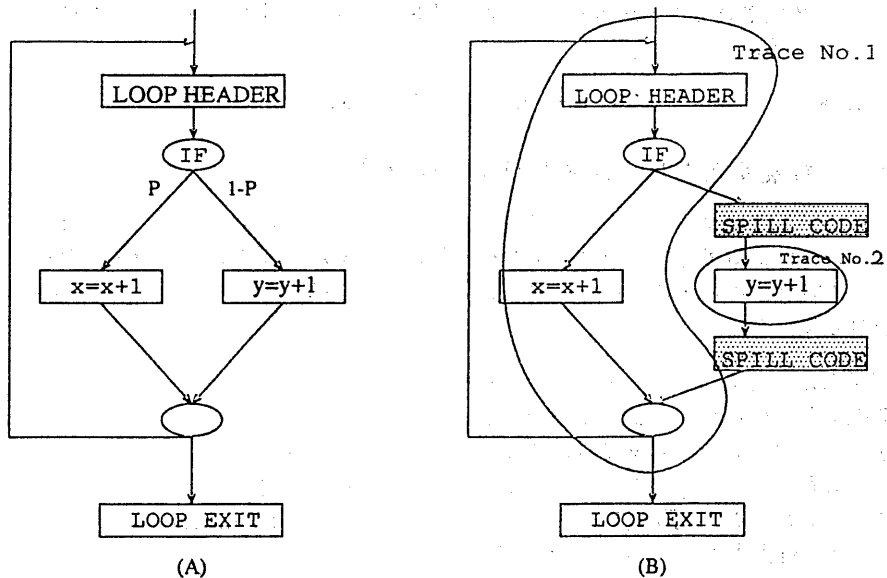 LOOP HEADER
IF
P
1-P
x=x+1
y=y+1
LOOP EXIT
(A)
Trace No.1
LOOP HEADER
IF
SPILL CODE
Trace No.2
x=x+1
y=y+1
SPILL CODE
LOOP EXIT
(B)